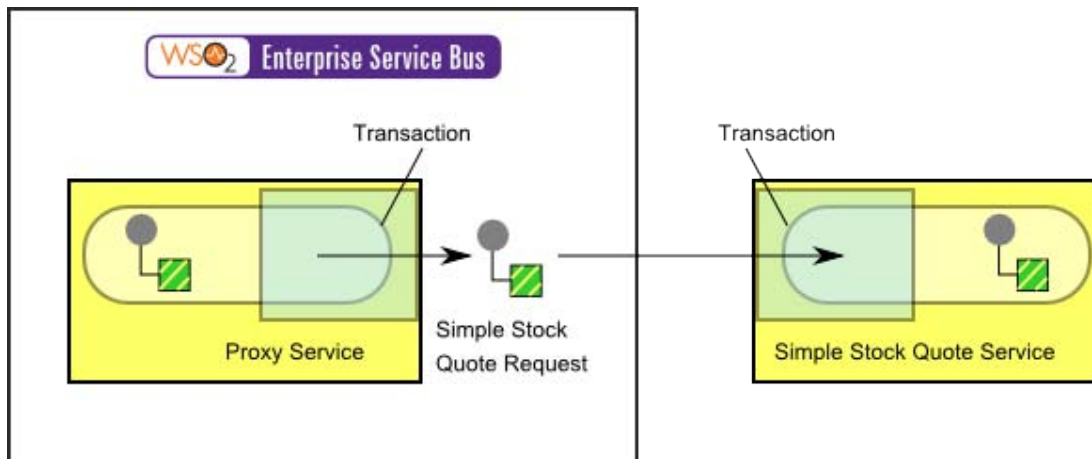 WSO2 Enterprise Service Bus
Transaction
Transaction
Proxy Service
Simple Stock
Quote Request
Simple Stock Quote Service